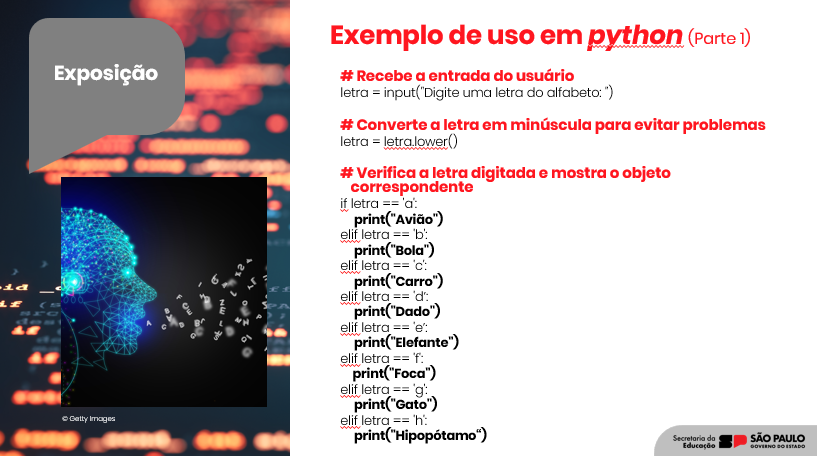 Exposição
Exemplo de uso em python (Parte 1)
# Recebe a entrada do usuário
letra = input("Digite uma letra do alfabeto: ")
# Converte a letra em minúscula para evitar problemas
letra = letra.lower()
# Verifica a letra digitada e mostra o objeto
correspondente
if letra == 'a':
print("Avião")
elif letra == 'b':
print("Bola")
elif letra == 'c':
print("Carro")
elif letra == 'd':
print("Dado")
elif letra == 'e':
print("Elefante")
elif letra == 'f':
print("Foca")
elif letra == 'g':
print("Gato")
elif letra == 'h':
print("Hipopótamo“)
© Getty Images
Secretaria da
Educação
SÃO PAULO
GOVERNO DO ESTADO